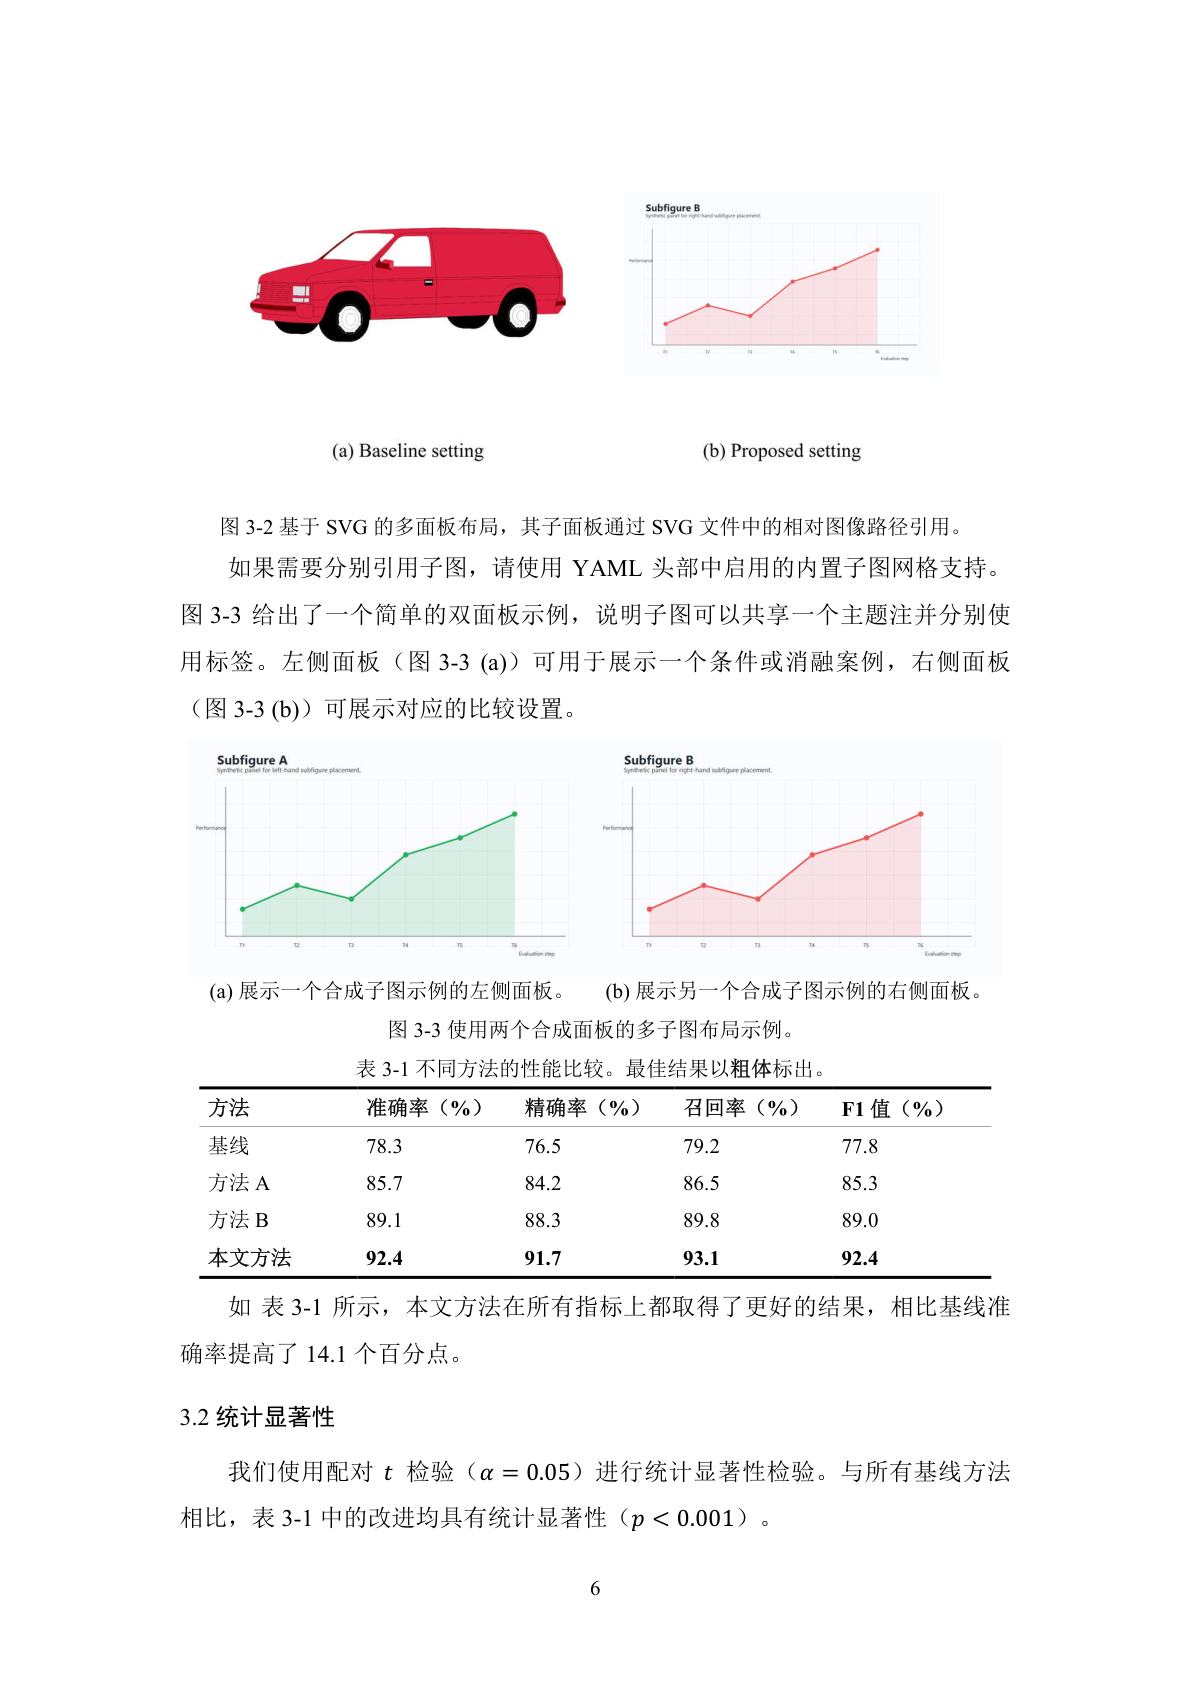 Subfigure B
Synthetic panel for right-hand subfigure placement.
Performance
T1 T2 T3 T4 T5 T6
Evaluation step
(a) Baseline setting (b) Proposed setting
图 3-2 基于 SVG 的多面板布局，其子面板通过 SVG 文件中的相对图像路径引用。
如果需要分别引用子图，请使用 YAML 头部中启用的内置子图网格支持。
图 3-3 给出了一个简单的双面板示例，说明子图可以共享一个主题注并分别使
用标签。左侧面板（图 3-3 (a)）可用于展示一个条件或消融案例，右侧面板
（图 3-3 (b)）可展示对应的比较设置。
Subfigure A
Synthetic panel for left-hand subfigure placement.
Performance
T1 T2 T3 T4 T5 T6
Evaluation step
Subfigure B
Synthetic panel for right-hand subfigure placement.
Performance
T1 T2 T3 T4 T5 T6
Evaluation step
(a) 展示一个合成子图示例的左侧面板。 (b) 展示另一个合成子图示例的右侧面板。
图 3-3 使用两个合成面板的多子图布局示例。
表 3-1 不同方法的性能比较。最佳结果以粗体标出。
方法 准确率（%） 精确率（%） 召回率（%） F1 值（%）
基线 78.3 76.5 79.2 77.8
方法 A 85.7 84.2 86.5 85.3
方法 B 89.1 88.3 89.8 89.0
本文方法 92.4 91.7 93.1 92.4
如 表 3-1 所示，本文方法在所有指标上都取得了更好的结果，相比基线准
确率提高了 14.1 个百分点。
3.2 统计显著性
我们使用配对 t 检验（α = 0.05）进行统计显著性检验。与所有基线方法
相比，表 3-1 中的改进均具有统计显著性（p < 0.001）。
6